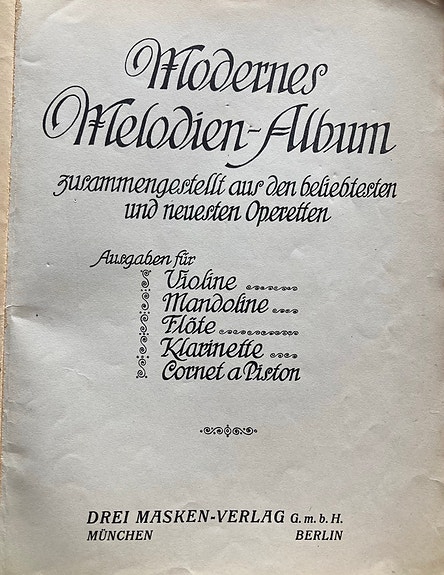 Modernes
Melodien-Album
zusammengestellt aus den beliebtesten
und neuesten Operetten
Ausgaben für
Violine
Mandoline
Flöte
Klarinette
Cornet a Piston
DREI MASKEN-VERLAG G. m. b. H.
MÜNCHEN BERLIN